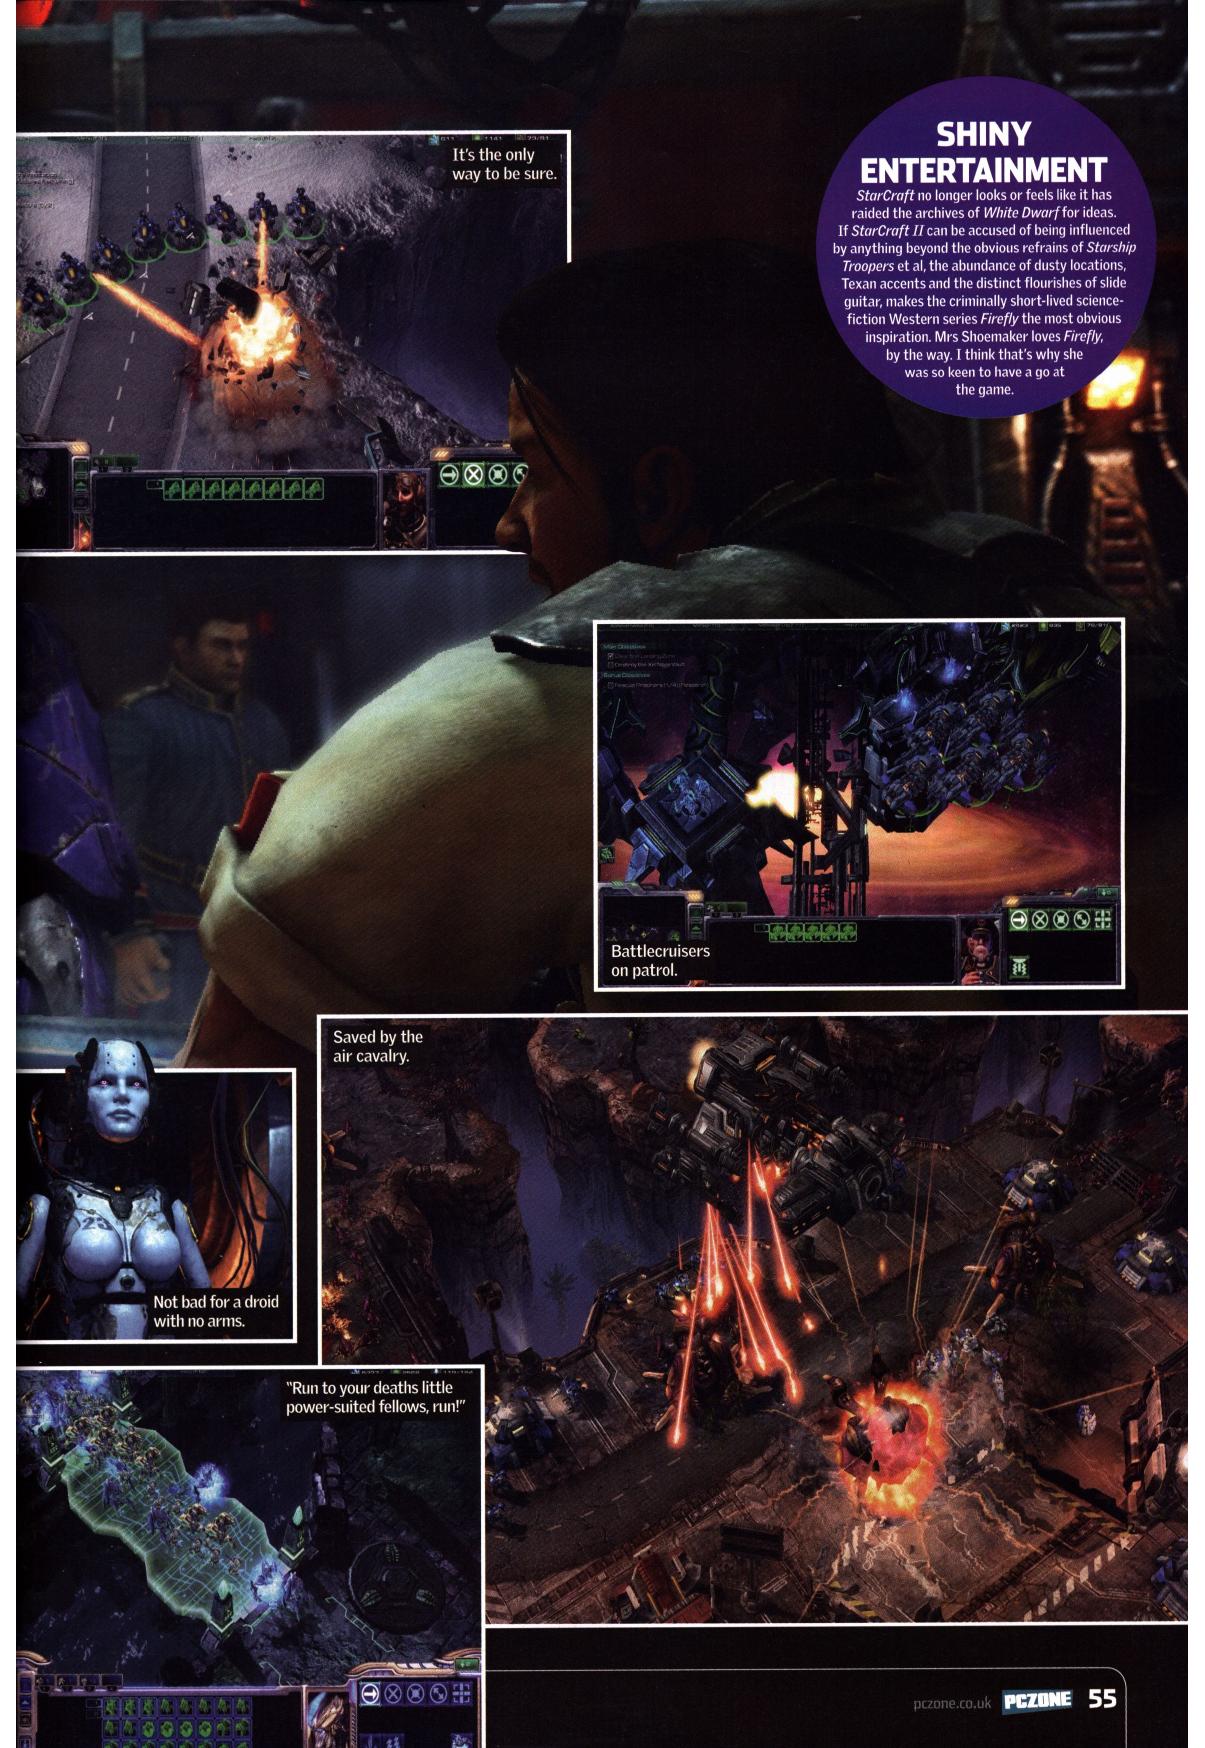 It's the only
way to be sure.
SHINY
ENTERTAINMENT
StarCraft no longer looks or feels like it has
raided the archives of White Dwarf for ideas.
If StarCraft II can be accused of being influenced
by anything beyond the obvious refrains of Starship
Troopers et al, the abundance of dusty locations,
Texan accents and the distinct flourishes of slide
guitar, makes the criminally short-lived science-
fiction Western series Firefly the most obvious
inspiration. Mrs Shoemaker loves Firefly,
by the way. I think that's why she
was so keen to have a go at
the game.
Battlecruisers
on patrol.
Saved by the
air cavalry.
Not bad for a droid
with no arms.
"Run to your deaths little
power-suited fellows, run!"
pczone.co.uk PCZONE 55